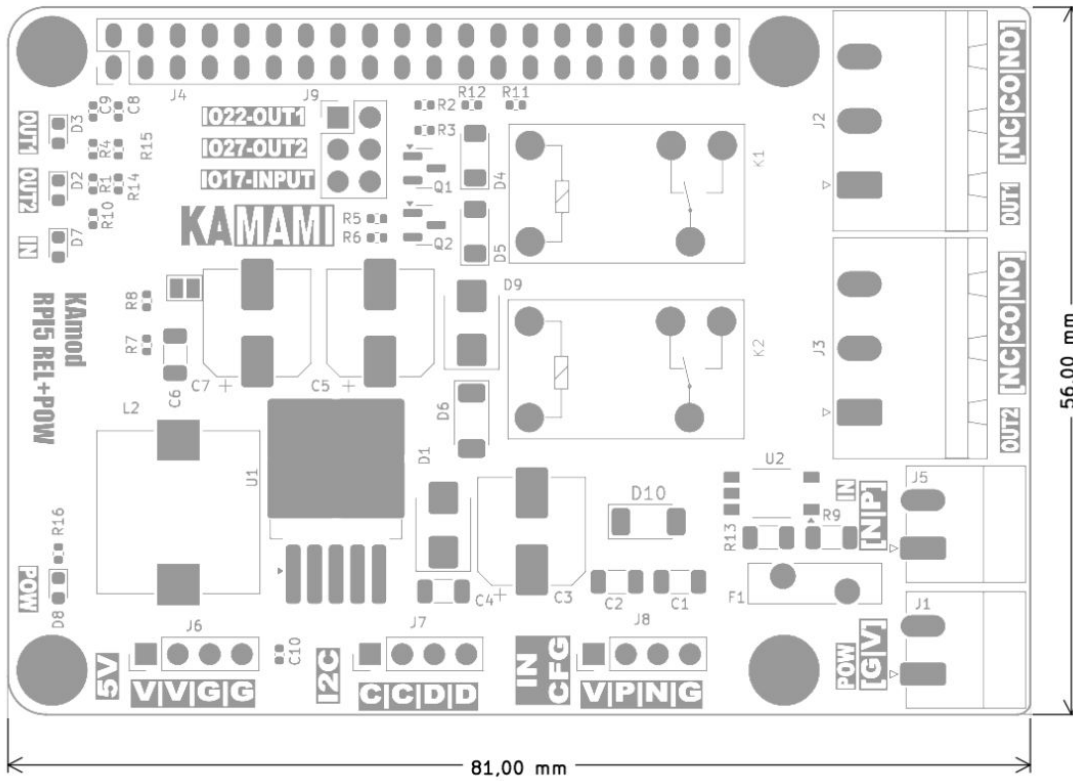 J4
C9
C8
J9
R2
R12
R11
R3
OUT1
D3
R4
R15
IO22-OUT1
IO27-OUT2
IO17-INPUT
Q1
D4
K1
J2
[NC|CO|NO]
OUT1
OUT2
D2
R1
R14
R10
IN
D7
KAMAMI
R5
R6
Q2
D5
KAmod
RPI5 REL+POW
R8
R7
C6
C7 +
C5 +
D9
K2
J3
[NC|CO|NO]
OUT2
56,00 mm
L2
U1
D1
D6
D10
U2
IN
[N|P]
J5
R13
R9
R16
POW
D8
C4 +
C3
C2
C1
F1
J1
POW
[G|V]
5V
J6
V|V|G|G
C10
I2C
J7
C|C|D|D
IN
CFG
J8
V|P|N|G
81,00 mm